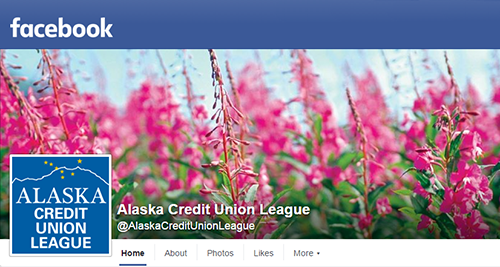 facebook
ALASKA
CREDIT
UNION
LEAGUE
Alaska Credit Union League
@AlaskaCreditUnionLeague
Home About Photos Likes More